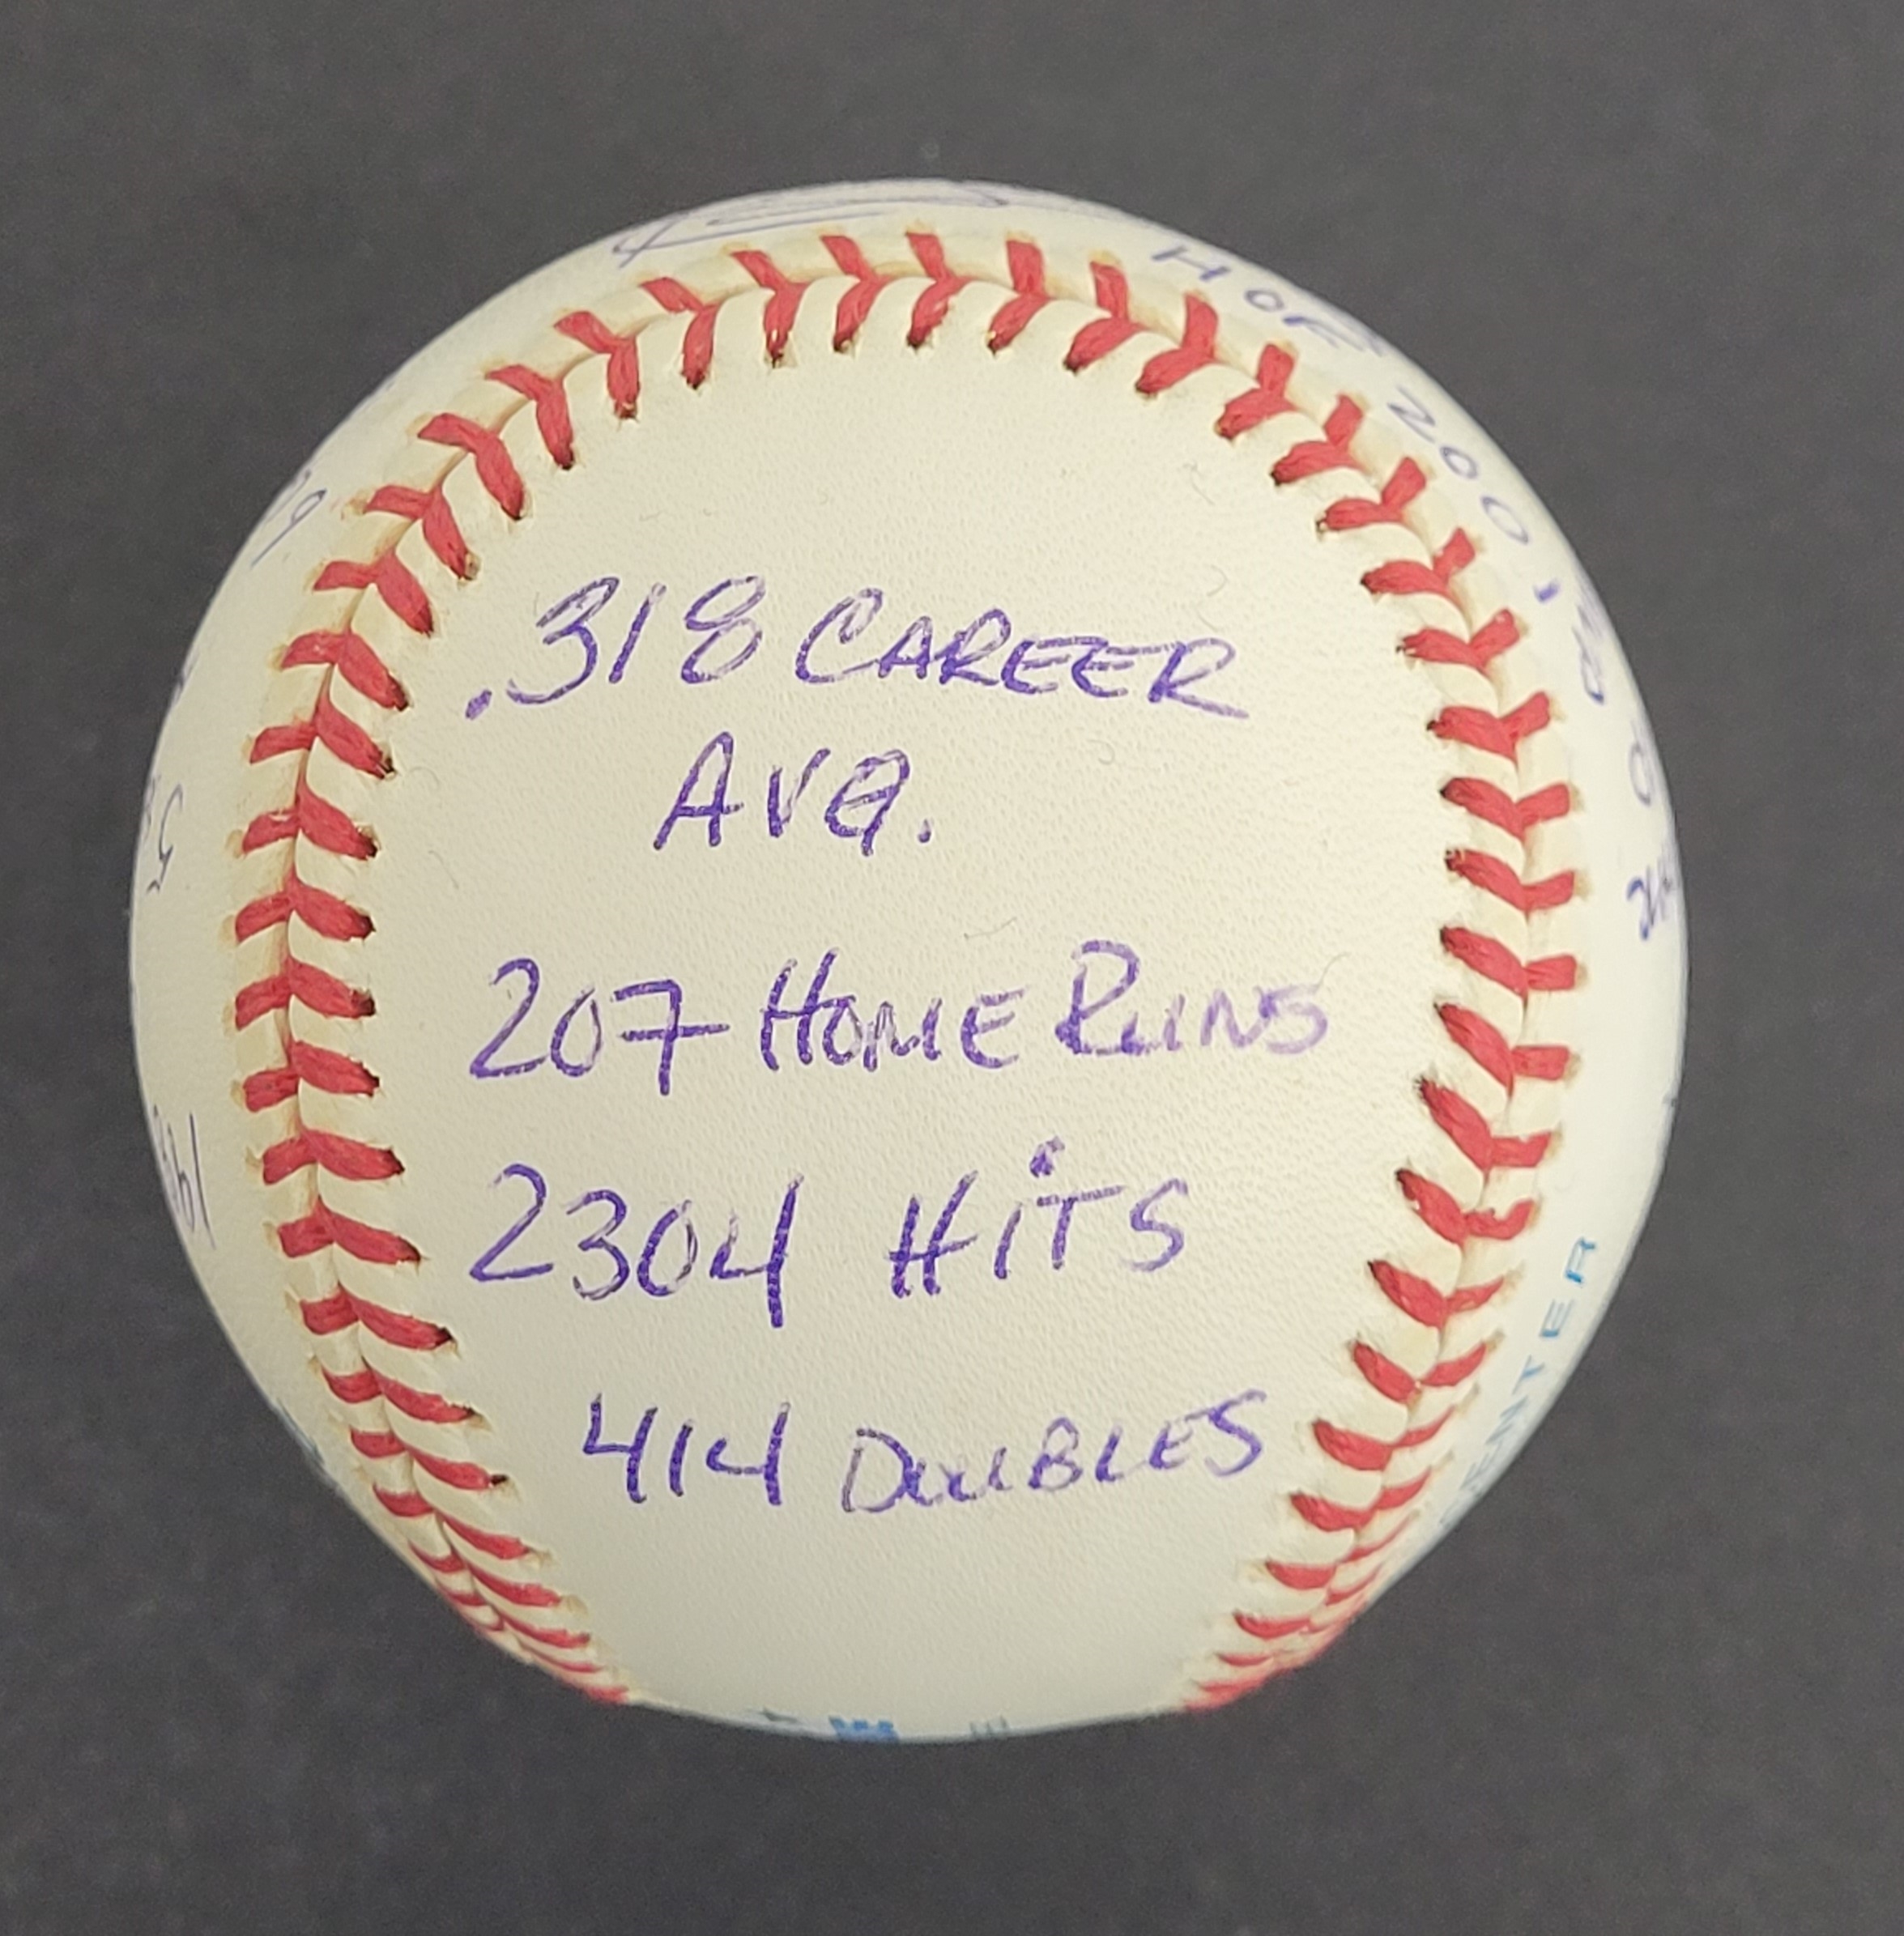 .318 CAREER
AVG.
207 HOME RUNS
2304 HiTS
414 DOUBLES
HOF 2001